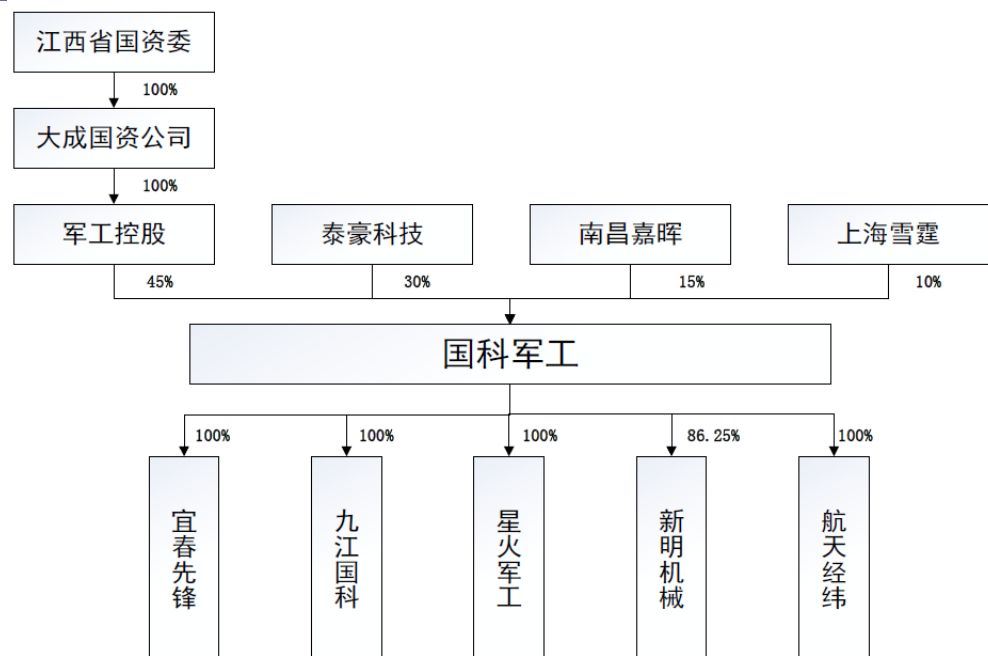 江西省国资委
100%
大成国资公司
100%
军工控股
泰豪科技
南昌嘉晖
上海雪霆
45%
30%
15%
10%
国科军工
100%
100%
100%
86.25%
100%
宜春先锋
九江国科
星火军工
新明机械
航天经纬